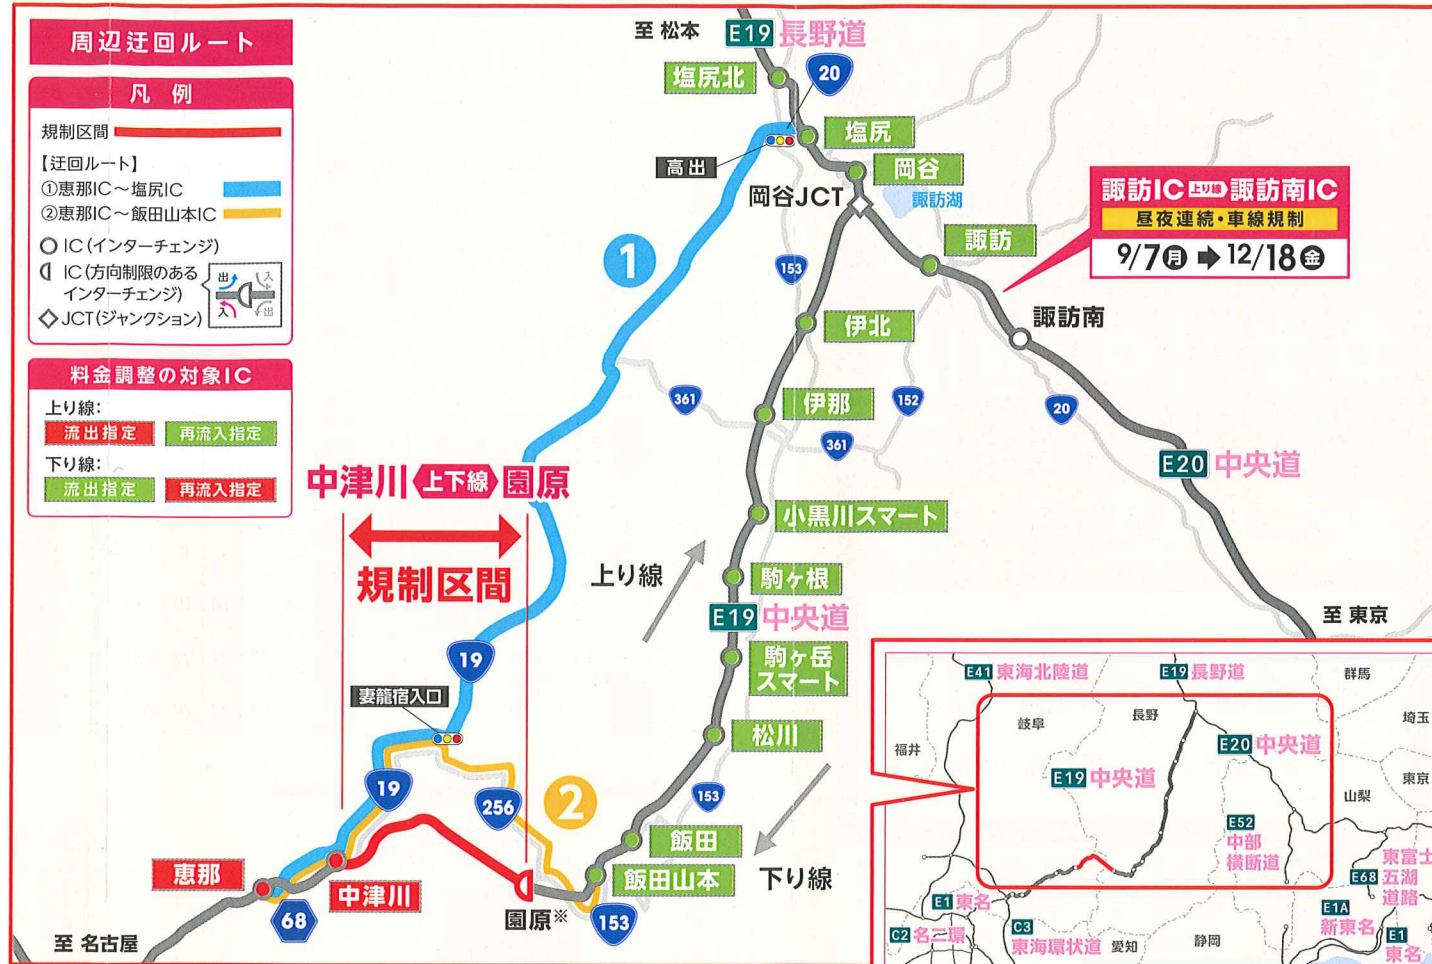 周辺迂回ルート
凡 例
規制区間
【迂回ルート】
①恵那IC～塩尻IC
②恵那IC～飯田山本IC
IC(インターチェンジ)
IC(方向制限のある
インターチェンジ)
出
入
入
出
JCT(ジャンクション)
料金調整の対象IC
上り線:
流出指定 再流入指定
下り線:
流出指定 再流入指定
至 松本
E19 長野道
塩尻北
20
塩尻
高出
岡谷
岡谷JCT
諏訪湖
諏訪
諏訪IC 上り線 諏訪南IC
昼夜連続・車線規制
9/7月 ➡ 12/18金
諏訪南
1
153
伊北
361
伊那
152
20
361
E20 中央道
中津川 上下線 園原
規制区間
小黒川スマート
上り線
駒ヶ根
E19 中央道
至 東京
19
駒ヶ岳
スマート
妻籠宿入口
松川
19
256
2
153
飯田
下り線
恵那
中津川
飯田山本
68
園原※
153
至 名古屋
E41 東海北陸道
E19 長野道
群馬
岐阜
長野
埼玉
福井
E20 中央道
E19 中央道
東京
山梨
E52
中部
横断道
東富士
E68 五湖
道路
E1 東名
E1A
新東名
C2 名二環
C3
東海環状道
愛知
静岡
E1
東名